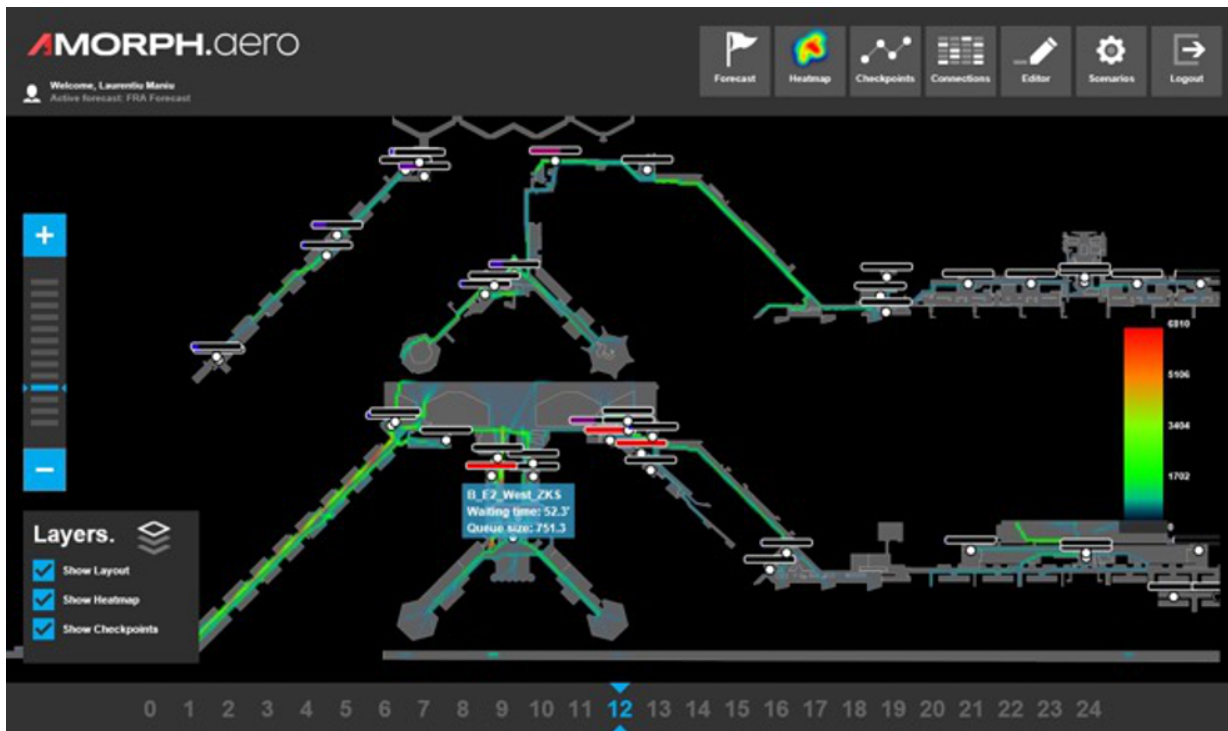 AMORPH.aero
Welcome, Laurentiu Maniu
Active forecast: FRA Forecast
Forecast
Heatmap
Checkpoints
Connections
Editor
Scenarios
Logout
+
6810
5106
3404
1702
0
−
B_E2_West_ZKS
Waiting time: 52.3'
Queue size: 751.3
Layers.
Show Layout
Show Heatmap
Show Checkpoints
0 1 2 3 4 5 6 7 8 9 10 11 12 13 14 15 16 17 18 19 20 21 22 23 24